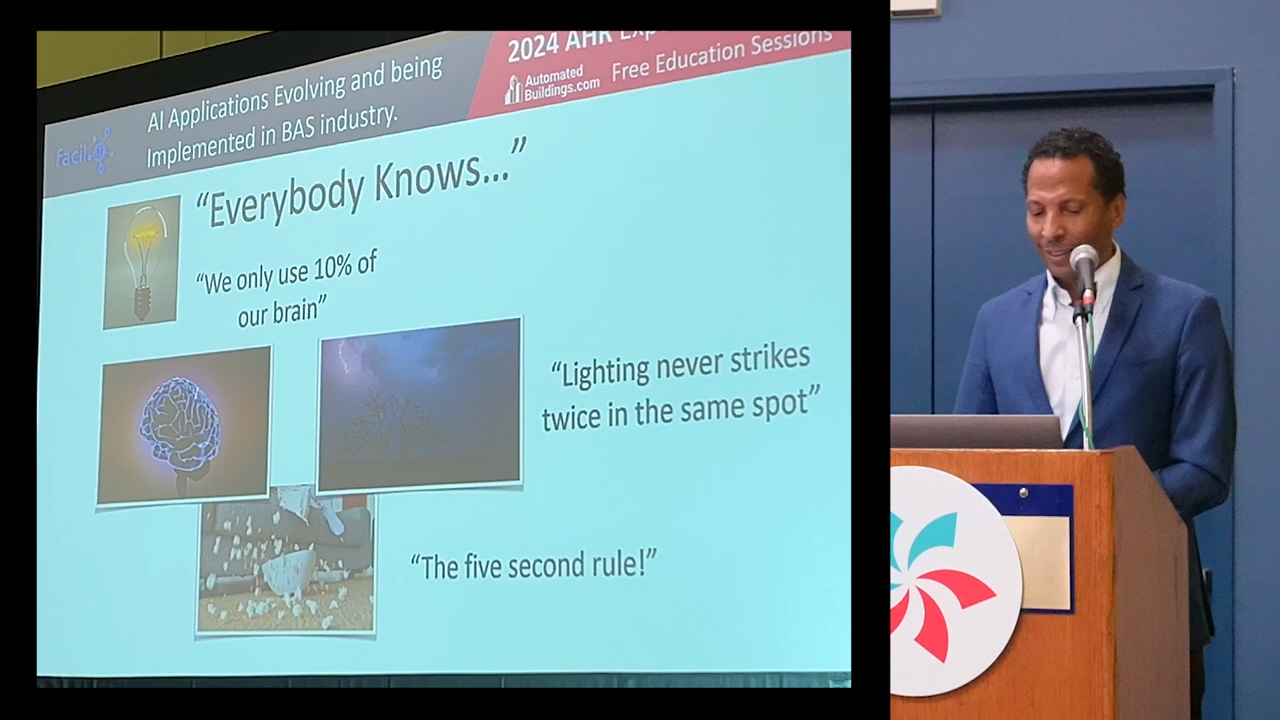 AI Applications Evolving and being
Implemented in BAS industry.
2024 AHR Exp
Automated
Buildings.com
Free Education Sessions
Facil.ai
“Everybody Knows...”
“We only use 10% of
our brain”
“Lighting never strikes
twice in the same spot”
“The five second rule!”